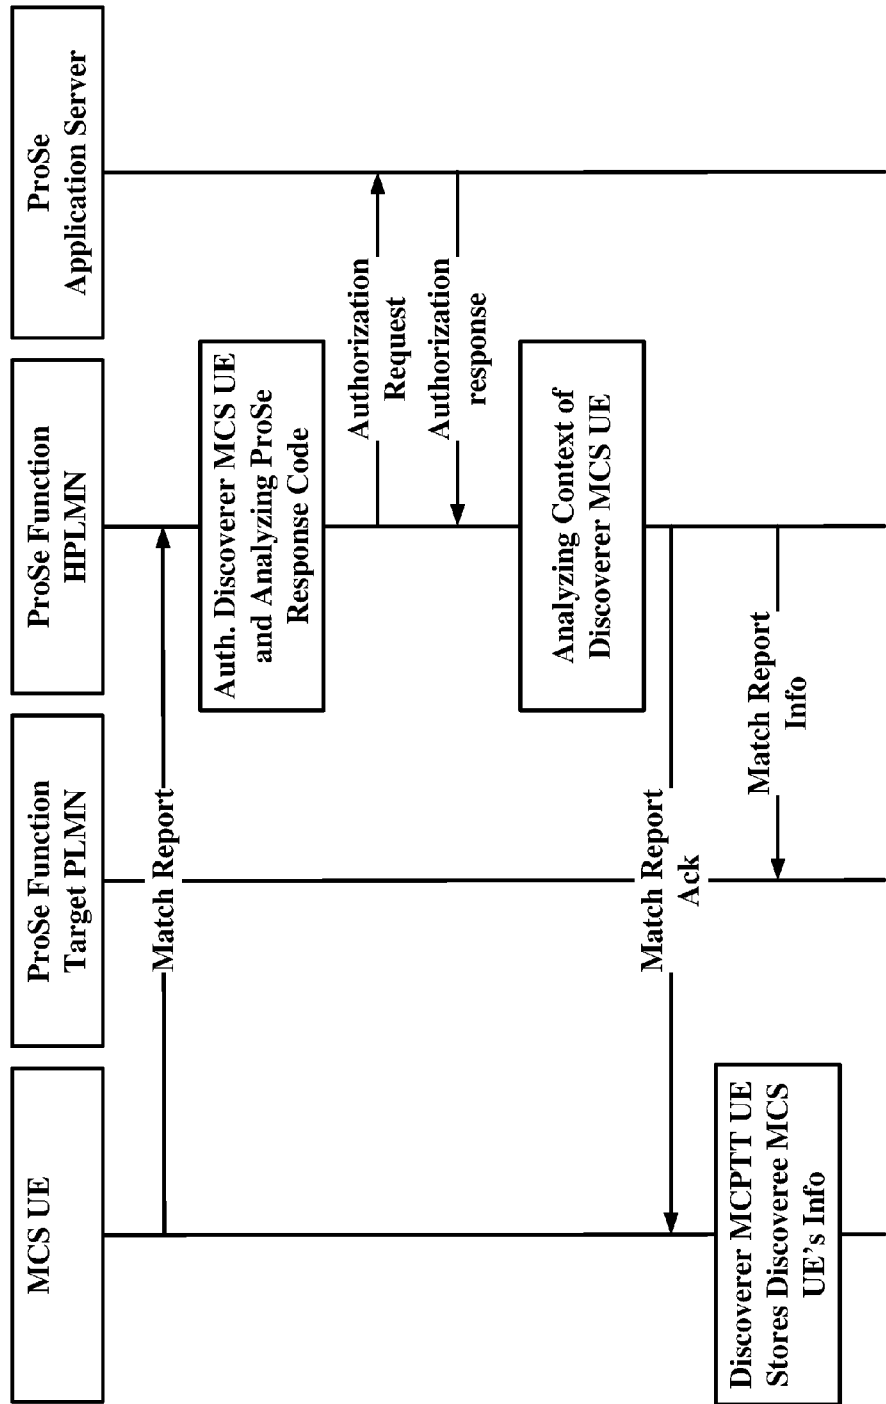 MCS UE
ProSe Function
Target PLMN
ProSe Function
HPLMN
ProSe
Application Server
Match Report
Auth. Discoverer MCS UE
and Analyzing ProSe
Response Code
Authorization
Request
Authorization
response
Analyzing Context of
Discoverer MCS UE
Match Report
Ack
Discoverer MCPTT UE
Stores Discoveree MCS
UE's Info
Match Report
Info